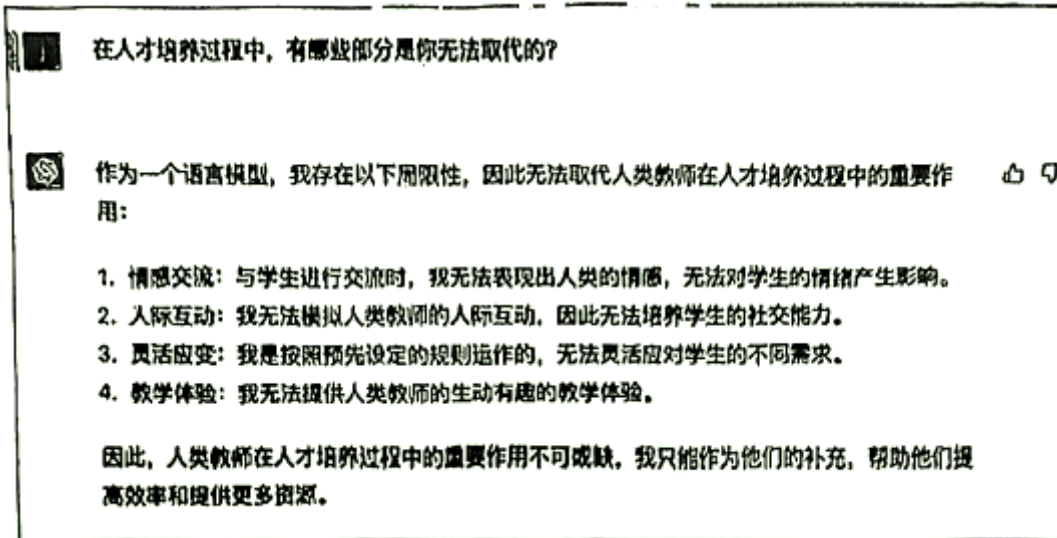 在人才培养过程中，有哪些部分是你无法取代的？
作为一个语言模型，我存在以下局限性，因此无法取代人类教师在人才培养过程中的重要作
用：
1. 情感交流：与学生进行交流时，我无法表现出人类的情感，无法对学生的情绪产生影响。
2. 人际互动：我无法模拟人类教师的人际互动，因此无法培养学生的社交能力。
3. 灵活应变：我是按照预先设定的规则运作的，无法灵活应对学生的不同需求。
4. 教学体验：我无法提供人类教师的生动有趣的教学体验。
因此，人类教师在人才培养过程中的重要作用不可或缺，我只能作为他们的补充，帮助他们提
高效率和提供更多资源。